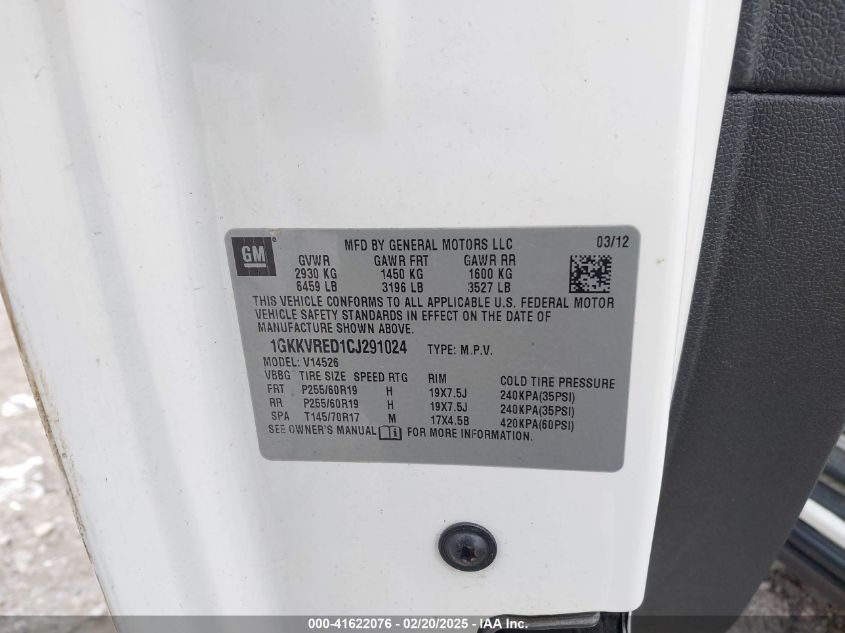 GM
®
MFD BY GENERAL MOTORS LLC
03/12
GVWR GAWR FRT GAWR RR
2930 KG 1450 KG 1600 KG
6459 LB 3196 LB 3527 LB
THIS VEHICLE CONFORMS TO ALL APPLICABLE U.S. FEDERAL MOTOR
VEHICLE SAFETY STANDARDS IN EFFECT ON THE DATE OF
MANUFACTURE SHOWN ABOVE.
1GKKVRED1CJ291024 TYPE: M.P.V.
MODEL: V14526
VBBG TIRE SIZE SPEED RTG RIM COLD TIRE PRESSURE
FRT P255/60R19 H 19X7.5J 240KPA(35PSI)
RR P255/60R19 H 19X7.5J 240KPA(35PSI)
SPA T145/70R17 M 17X4.5B 420KPA(60PSI)
SEE OWNER'S MANUAL i FOR MORE INFORMATION.
000-41622076 - 02/20/2025 - IAA Inc.